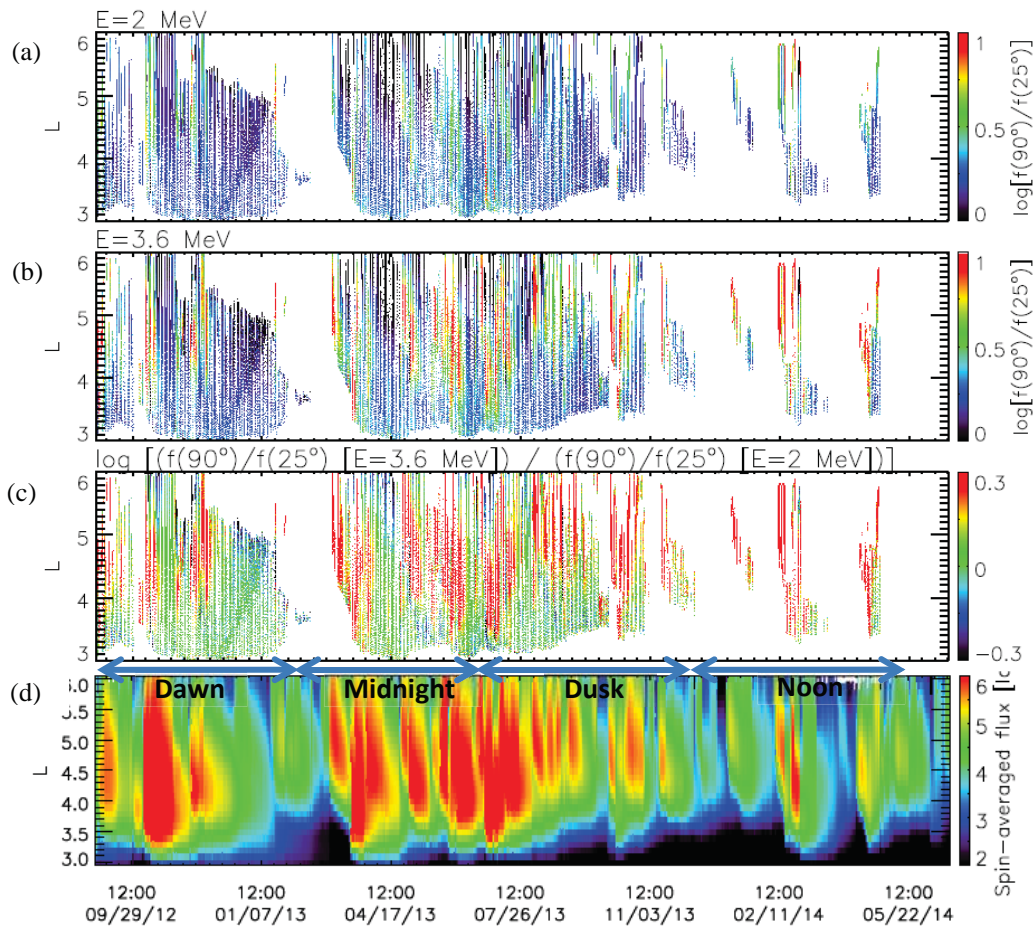 E=2 MeV
(a)
6
5
4
3
L
1
0.5
0
log[f(90°)/f(25°)]
E=3.6 MeV
(b)
6
5
4
3
L
1
0.5
0
log[f(90°)/f(25°)]
log [(f(90°)/f(25°) [E=3.6 MeV]) / (f(90°)/f(25°) [E=2 MeV])]
(c)
6
5
4
3
L
0.3
0
−0.3
Dawn Midnight Dusk Noon
(d)
6.0
5.5
5.0
4.5
4.0
3.5
3.0
L
6
5
4
3
2
Spin−averaged flux [lo
12:00 12:00 12:00 12:00 12:00 12:00 12:00
09/29/12 01/07/13 04/17/13 07/26/13 11/03/13 02/11/14 05/22/14